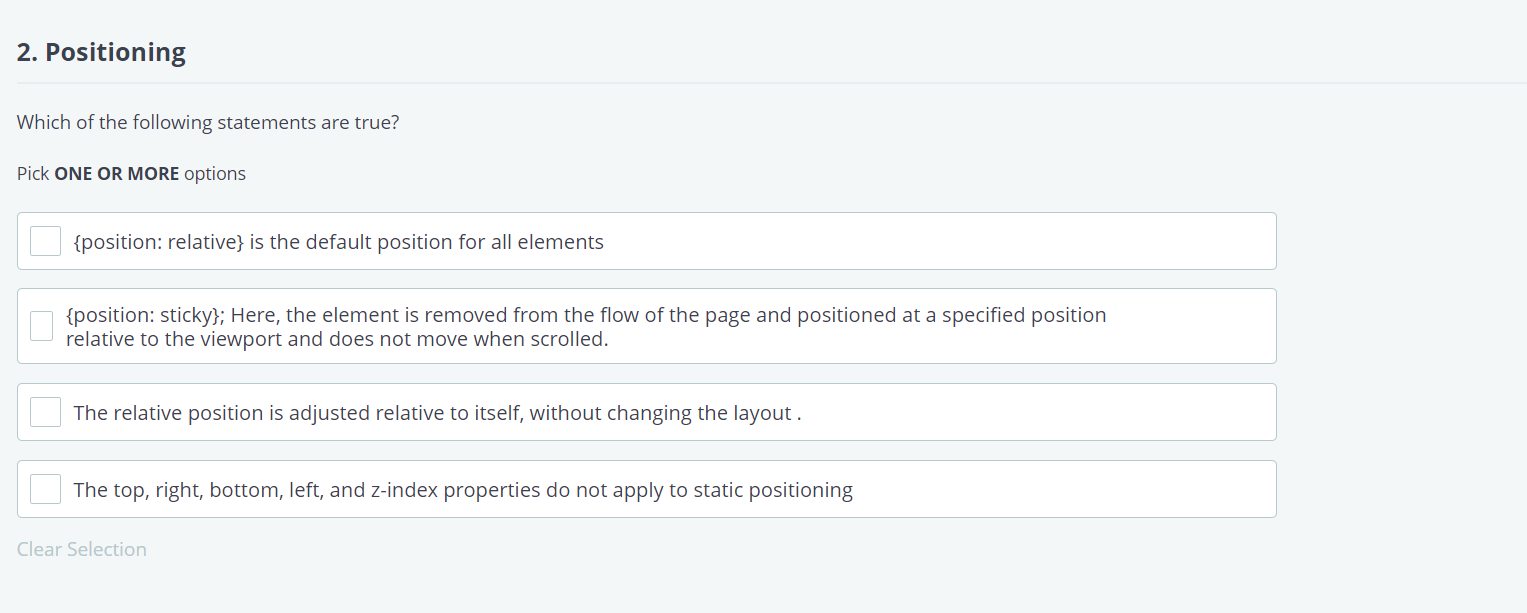 2. Positioning
Which of the following statements are true?
Pick ONE OR MORE options
{position: relative} is the default position for all elements
{position: sticky}; Here, the element is removed from the flow of the page and positioned at a specified position
relative to the viewport and does not move when scrolled.
The relative position is adjusted relative to itself, without changing the layout .
The top, right, bottom, left, and z-index properties do not apply to static positioning
Clear Selection